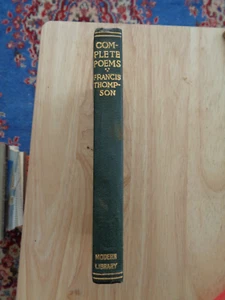 COM-
PLETE
POEMS
FRANCIS
THOMP-
SON
MODERN
LIBRARY